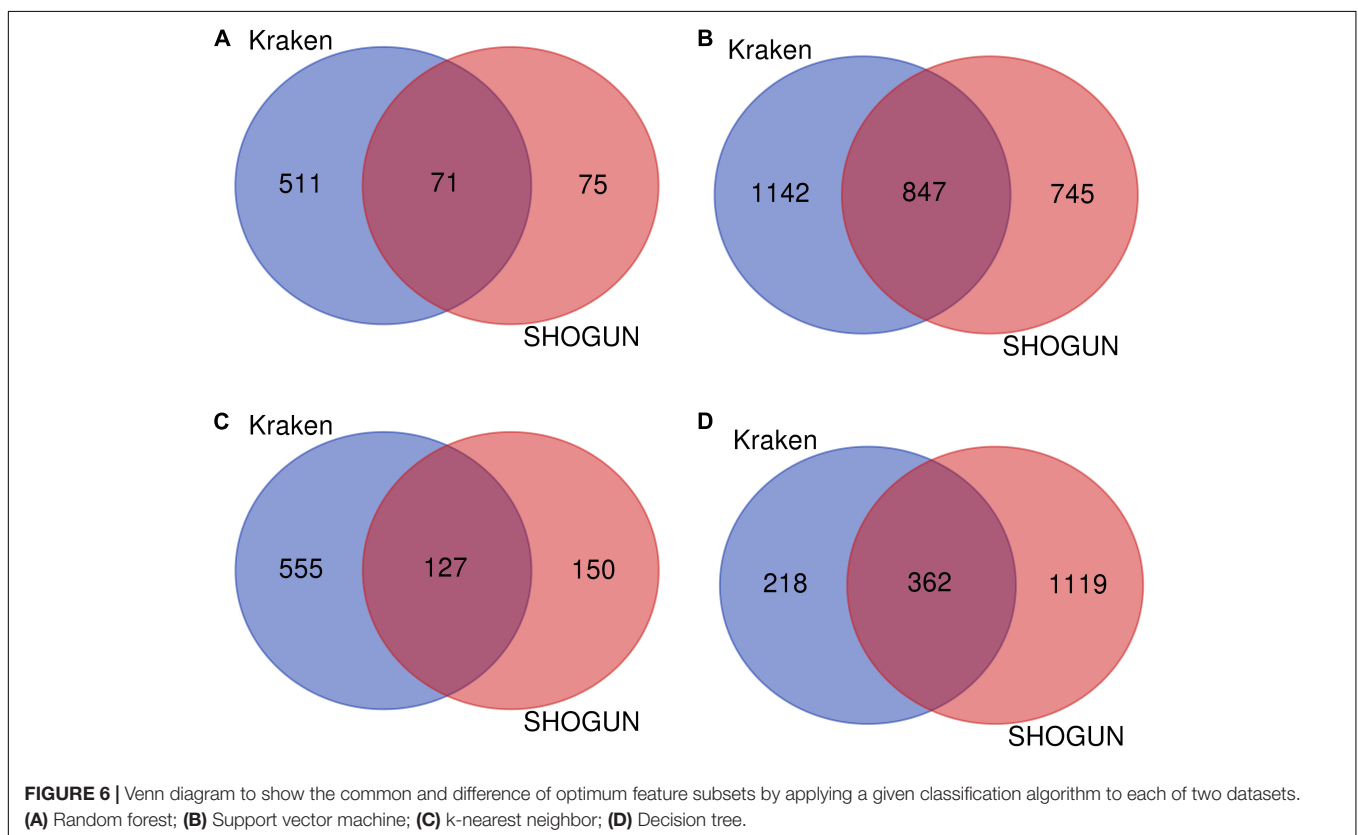 A Kraken
511 71 75
SHOGUN
B Kraken
1142 847 745
SHOGUN
C Kraken
555 127 150
SHOGUN
D Kraken
218 362 1119
SHOGUN
FIGURE 6 | Venn diagram to show the common and difference of optimum feature subsets by applying a given classification algorithm to each of two datasets.
(A) Random forest; (B) Support vector machine; (C) k-nearest neighbor; (D) Decision tree.